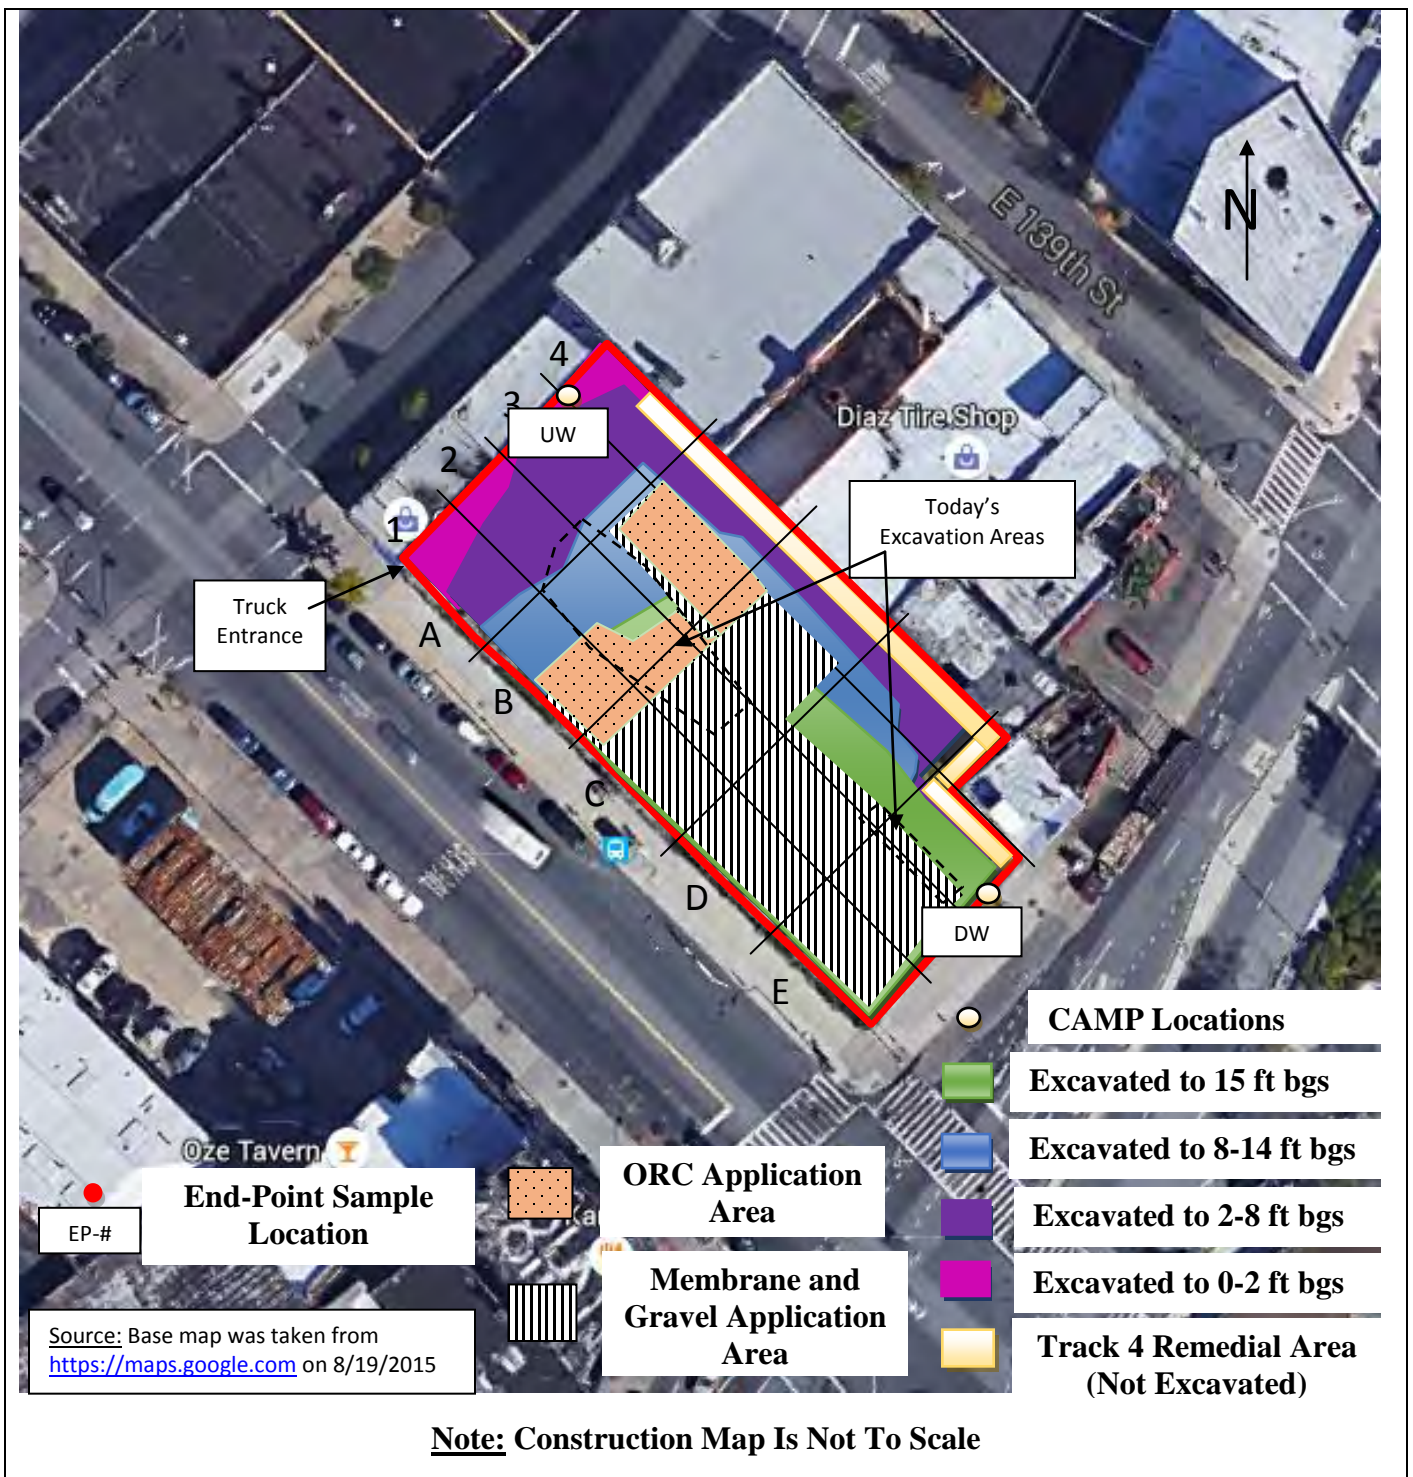 E 139th St
N
4
3
UW
Diaz Tire Shop
2
Today's
Excavation Areas
1
Truck
Entrance
A
B
C
D
DW
E
CAMP Locations
Excavated to 15 ft bgs
Excavated to 8-14 ft bgs
Excavated to 2-8 ft bgs
Excavated to 0-2 ft bgs
Track 4 Remedial Area
(Not Excavated)
Oze Tavern
EP-#
End-Point Sample
Location
ORC Application
Area
Membrane and
Gravel Application
Area
Source: Base map was taken from
https://maps.google.com on 8/19/2015
Note: Construction Map Is Not To Scale